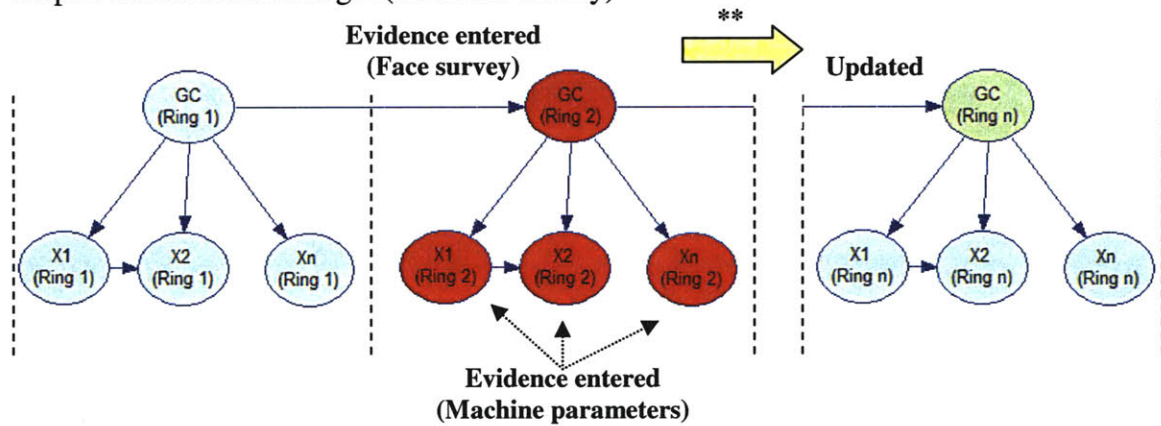 **
Evidence entered
(Face survey)
Updated
GC
(Ring 1)
GC
(Ring 2)
GC
(Ring n)
X1
(Ring 1)
X2
(Ring 1)
Xn
(Ring 1)
X1
(Ring 2)
X2
(Ring 2)
Xn
(Ring 2)
X1
(Ring n)
X2
(Ring n)
Xn
(Ring n)
Evidence entered
(Machine parameters)